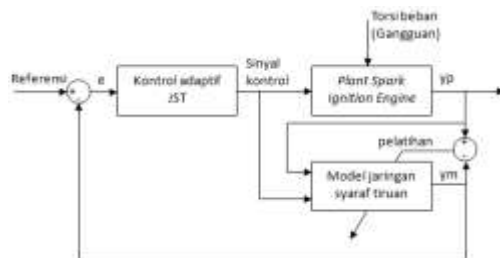 Torsi beban
(Gangguan)
Referensi
e
Kontrol adaptif
JST
Sinyal
kontrol
Plant Spark
Ignition Engine
yp
pelatihan
Model jaringan
syaraf tiruan
ym
+
-
+
-